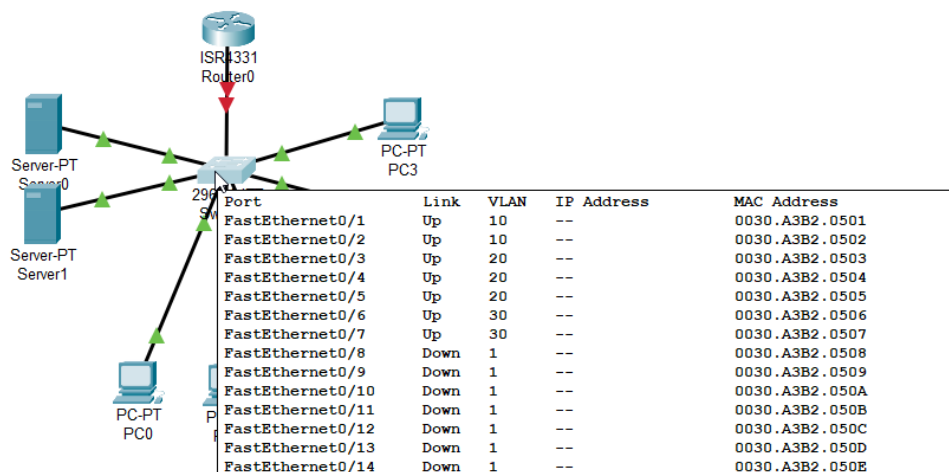 ISR4331
Router0
Server-PT
Server0
PC-PT
PC3
Server-PT
Server1
PC-PT
PC0
Port Link VLAN IP Address MAC Address
FastEthernet0/1 Up 10 -- 0030.A3B2.0501
FastEthernet0/2 Up 10 -- 0030.A3B2.0502
FastEthernet0/3 Up 20 -- 0030.A3B2.0503
FastEthernet0/4 Up 20 -- 0030.A3B2.0504
FastEthernet0/5 Up 20 -- 0030.A3B2.0505
FastEthernet0/6 Up 30 -- 0030.A3B2.0506
FastEthernet0/7 Up 30 -- 0030.A3B2.0507
FastEthernet0/8 Down 1 -- 0030.A3B2.0508
FastEthernet0/9 Down 1 -- 0030.A3B2.0509
FastEthernet0/10 Down 1 -- 0030.A3B2.050A
FastEthernet0/11 Down 1 -- 0030.A3B2.050B
FastEthernet0/12 Down 1 -- 0030.A3B2.050C
FastEthernet0/13 Down 1 -- 0030.A3B2.050D
FastEthernet0/14 Down 1 -- 0030.A3B2.050E